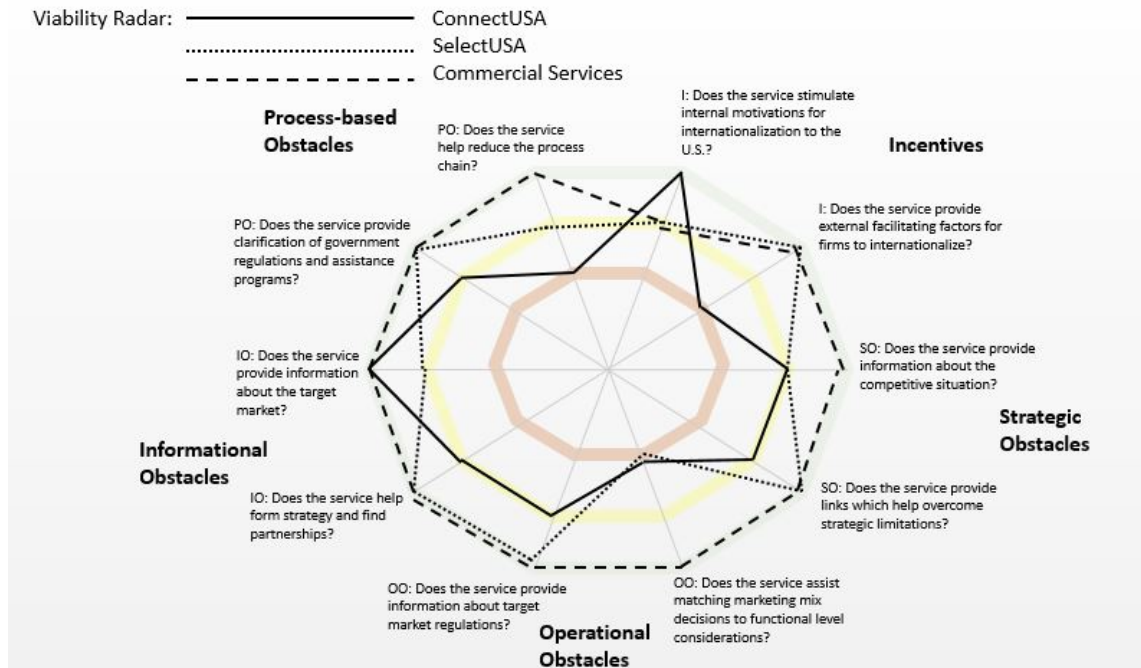 Viability Radar:
ConnectUSA
SelectUSA
Commercial Services
Process-based
Obstacles
PO: Does the service
help reduce the process
chain?
I: Does the service stimulate
internal motivations for
internationalization to the
U.S.?
Incentives
PO: Does the service provide
clarification of government
regulations and assistance
programs?
I: Does the service provide
external facilitating factors for
firms to internationalize?
IO: Does the service
provide information
about the target
market?
SO: Does the service provide
information about the
competitive situation?
Strategic
Obstacles
Informational
Obstacles
IO: Does the service help
form strategy and find
partnerships?
SO: Does the service provide
links which help overcome
strategic limitations?
OO: Does the service provide
information about target
market regulations?
Operational
Obstacles
OO: Does the service assist
matching marketing mix
decisions to functional level
considerations?